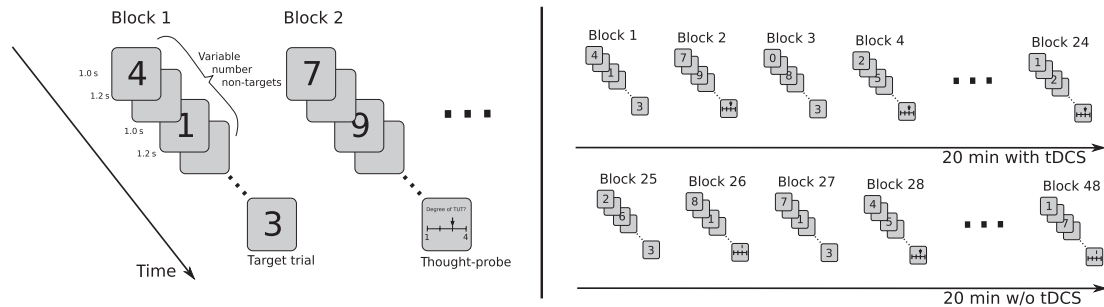 Block 1
Block 2
4
7
Variable
number
non-targets
1.0 s
1.2 s
1
9
1.0 s
1.2 s
3
Degree of TUT?
1 4
Target trial
Thought-probe
Time
Block 1
Block 2
Block 3
Block 4
Block 24
4
1
3
7
9
0
8
3
2
5
1
2
20 min with tDCS
Block 25
Block 26
Block 27
Block 28
Block 48
2
6
3
8
1
7
1
3
4
5
1
7
20 min w/o tDCS